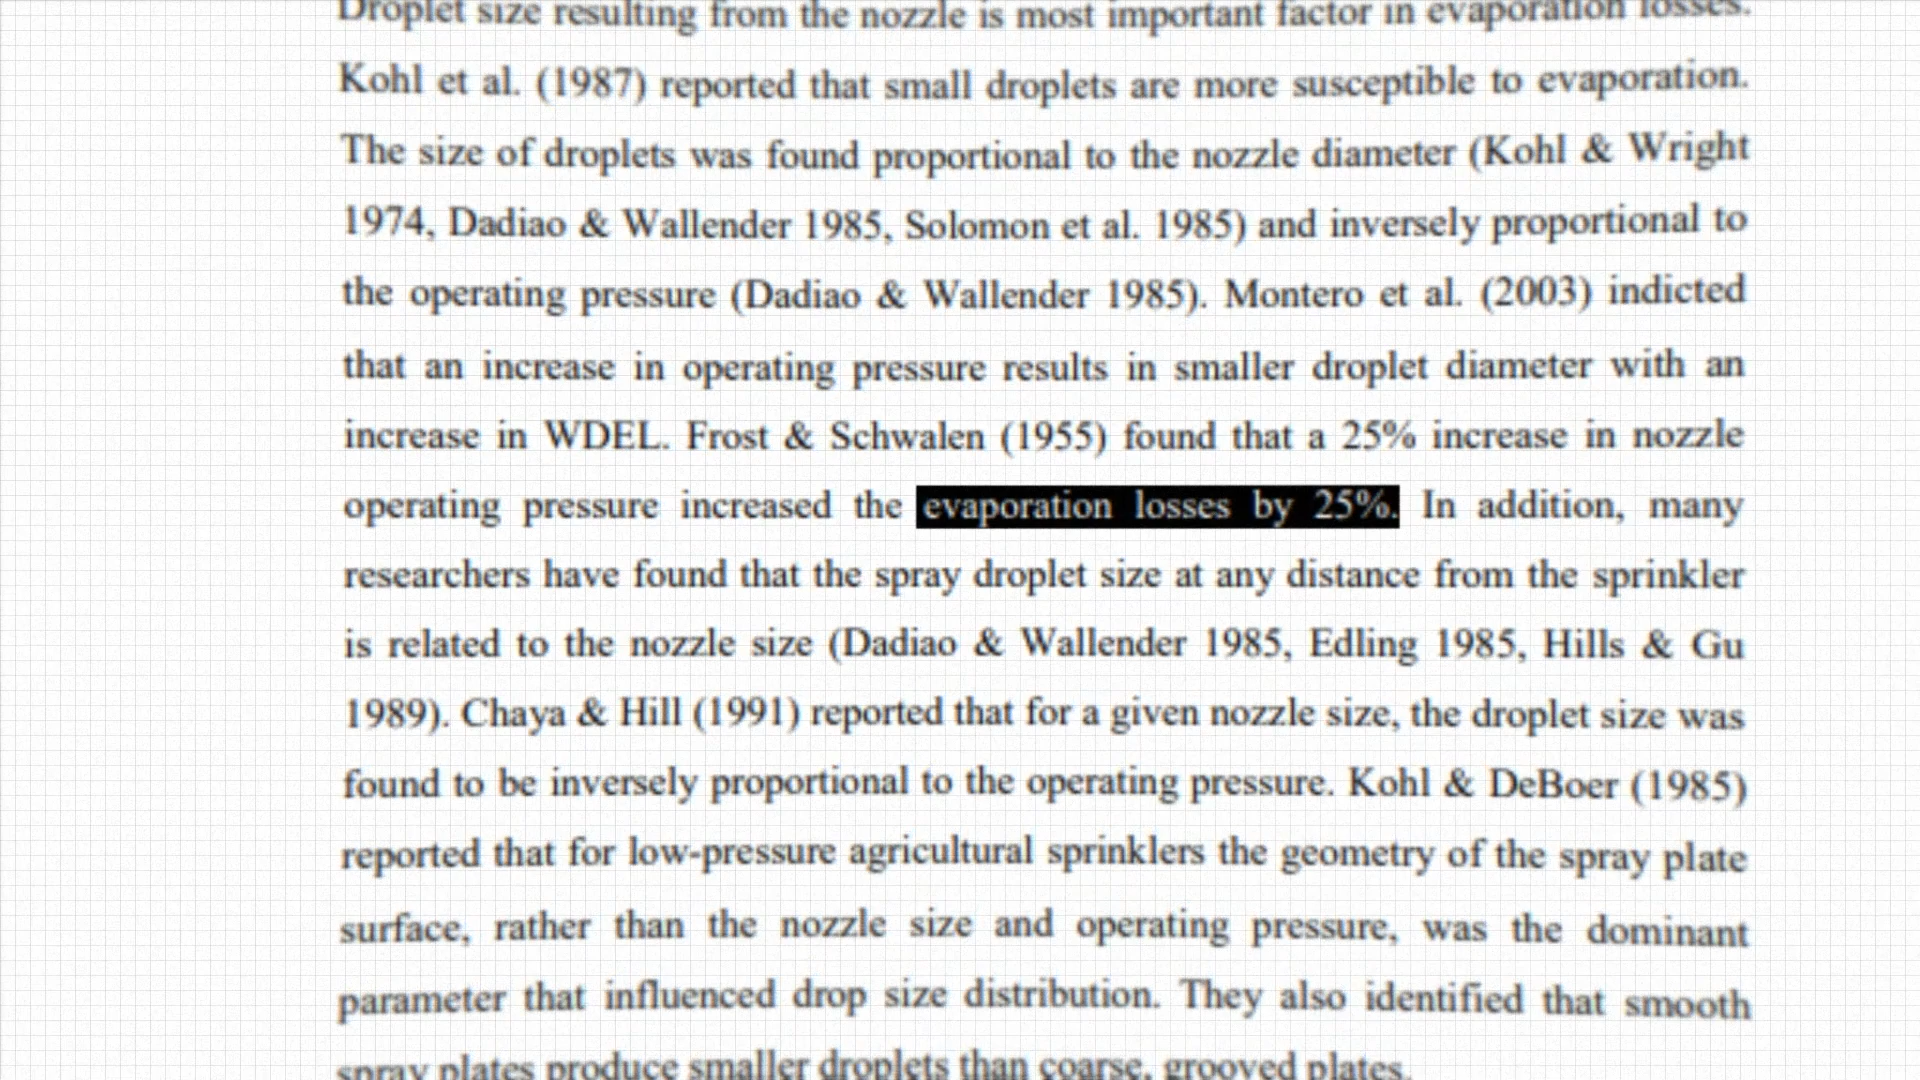 Droplet size resulting from the nozzle is most important factor in evaporation losses.
Kohl et al. (1987) reported that small droplets are more susceptible to evaporation.
The size of droplets was found proportional to the nozzle diameter (Kohl & Wright
1974, Dadiao & Wallender 1985, Solomon et al. 1985) and inversely proportional to
the operating pressure (Dadiao & Wallender 1985). Montero et al. (2003) indicted
that an increase in operating pressure results in smaller droplet diameter with an
increase in WDEL. Frost & Schwalen (1955) found that a 25% increase in nozzle
operating pressure increased the evaporation losses by 25%. In addition, many
researchers have found that the spray droplet size at any distance from the sprinkler
is related to the nozzle size (Dadiao & Wallender 1985, Edling 1985, Hills & Gu
1989). Chaya & Hill (1991) reported that for a given nozzle size, the droplet size was
found to be inversely proportional to the operating pressure. Kohl & DeBoer (1985)
reported that for low-pressure agricultural sprinklers the geometry of the spray plate
surface, rather than the nozzle size and operating pressure, was the dominant
parameter that influenced drop size distribution. They also identified that smooth
spray plates produce smaller droplets than coarse, grooved plates.